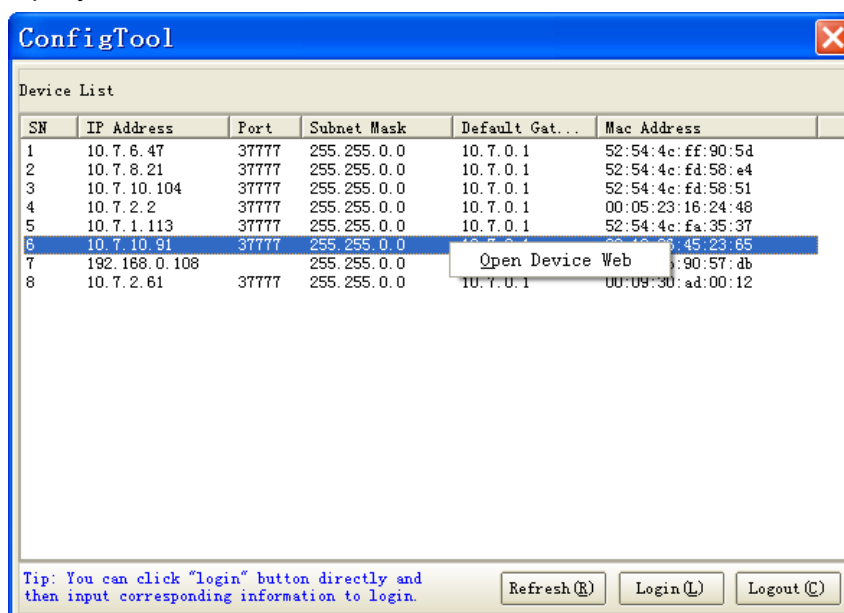 ConfigTool
Device List
SN IP Address Port Subnet Mask Default Gat... Mac Address
1 10.7.6.47 37777 255.255.0.0 10.7.0.1 52:54:4c:ff:90:5d
2 10.7.8.21 37777 255.255.0.0 10.7.0.1 52:54:4c:fd:58:e4
3 10.7.10.104 37777 255.255.0.0 10.7.0.1 52:54:4c:fd:58:51
4 10.7.2.2 37777 255.255.0.0 10.7.0.1 00:05:23:16:24:48
5 10.7.1.113 37777 255.255.0.0 10.7.0.1 52:54:4c:fa:35:37
6 10.7.10.91 37777 255.255.0.0 :45:23:65
Open Device Web
7 192.168.0.108 255.255.0.0 :90:57:db
8 10.7.2.61 37777 255.255.0.0 10.7.0.1 00:09:30:ad:00:12
Tip: You can click "login" button directly and
then input corresponding information to login.
Refresh(R) Login(L) Logout(C)